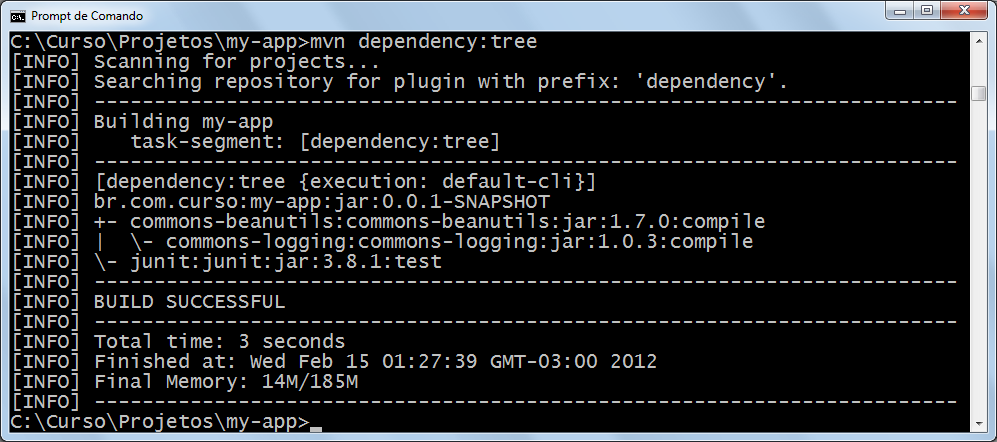 Prompt de Comando
C:\Curso\Projetos\my-app>mvn dependency:tree
[INFO] Scanning for projects...
[INFO] Searching repository for plugin with prefix: 'dependency'.
[INFO] ------------------------------------------------------------------------
[INFO] Building my-app
[INFO]    task-segment: [dependency:tree]
[INFO] ------------------------------------------------------------------------
[INFO] [dependency:tree {execution: default-cli}]
[INFO] br.com.curso:my-app:jar:0.0.1-SNAPSHOT
[INFO] +- commons-beanutils:commons-beanutils:jar:1.7.0:compile
[INFO] |  \- commons-logging:commons-logging:jar:1.0.3:compile
[INFO] \- junit:junit:jar:3.8.1:test
[INFO] ------------------------------------------------------------------------
[INFO] BUILD SUCCESSFUL
[INFO] ------------------------------------------------------------------------
[INFO] Total time: 3 seconds
[INFO] Finished at: Wed Feb 15 01:27:39 GMT-03:00 2012
[INFO] Final Memory: 14M/185M
[INFO] ------------------------------------------------------------------------
C:\Curso\Projetos\my-app>_